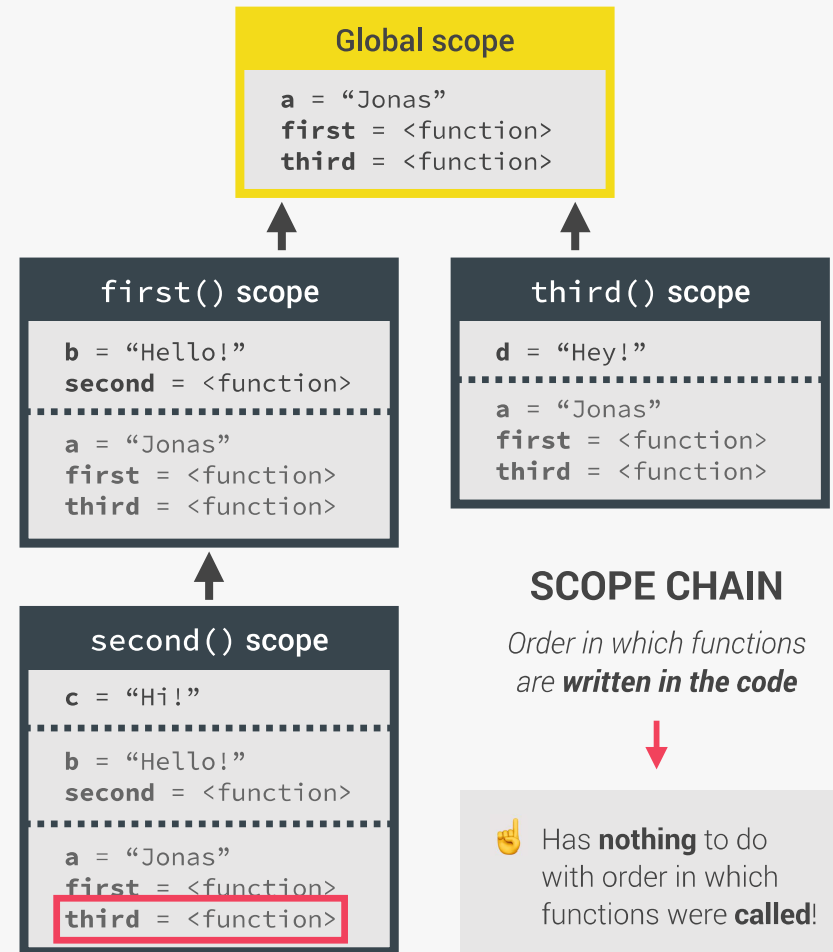 Global scope
a = “Jonas”
first = <function>
third = <function>
first() scope
b = “Hello!”
second = <function>
a = “Jonas”
first = <function>
third = <function>
third() scope
d = “Hey!”
a = “Jonas”
first = <function>
third = <function>
second() scope
c = “Hi!”
b = “Hello!”
second = <function>
a = “Jonas”
first = <function>
third = <function>
SCOPE CHAIN
Order in which functions
are written in the code
☝ Has nothing to do
with order in which
functions were called!